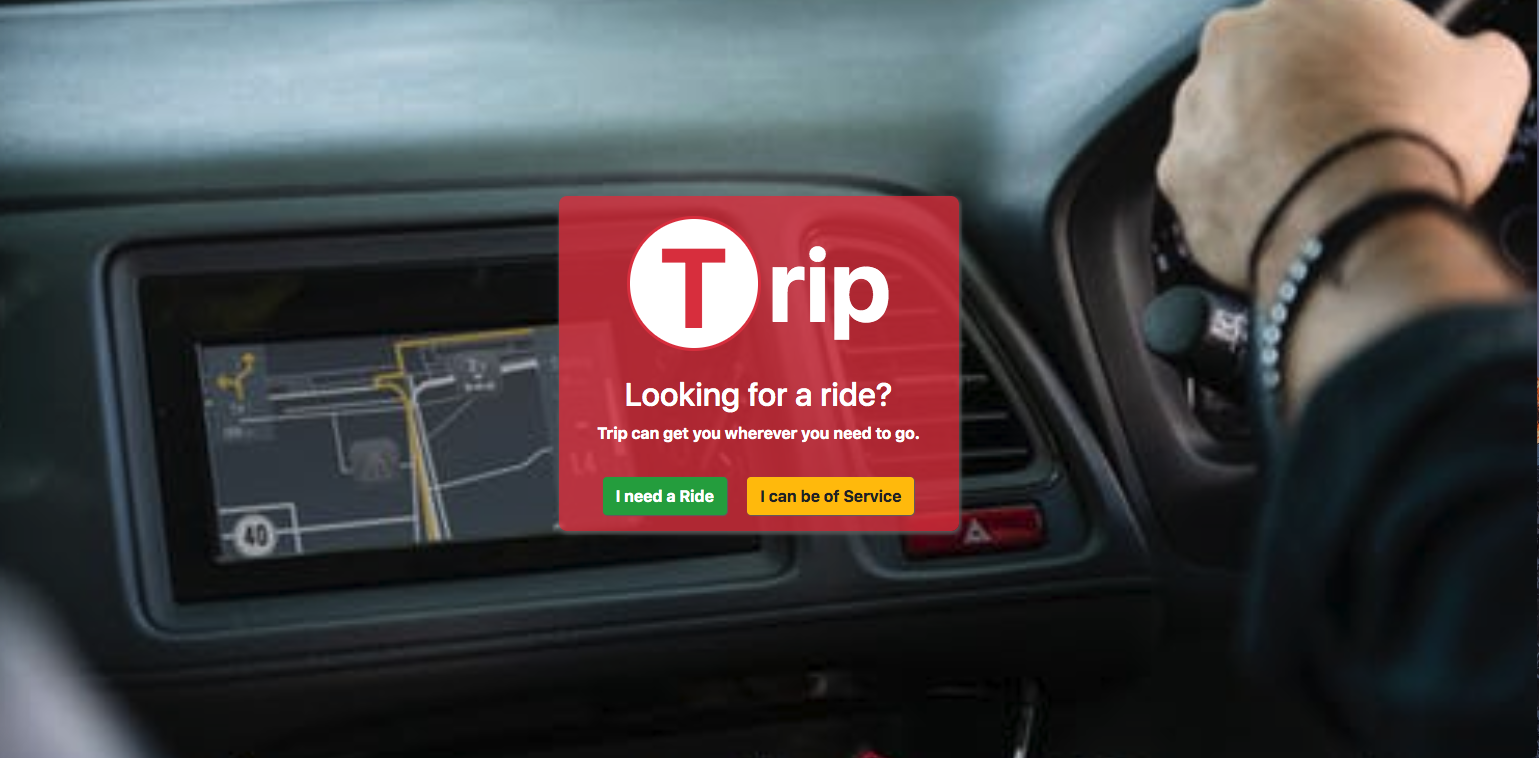 Trip
Looking for a ride?
Trip can get you wherever you need to go.
I need a Ride
I can be of Service
40